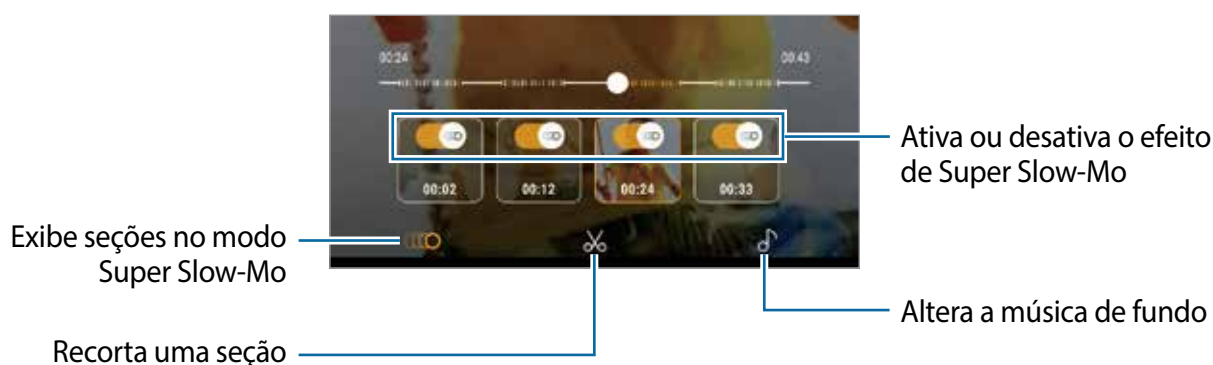 00:24
00:43
00:02
00:12
00:24
00:33
Ativa ou desativa o efeito
de Super Slow-Mo
Exibe seções no modo
Super Slow-Mo
Altera a música de fundo
Recorta uma seção